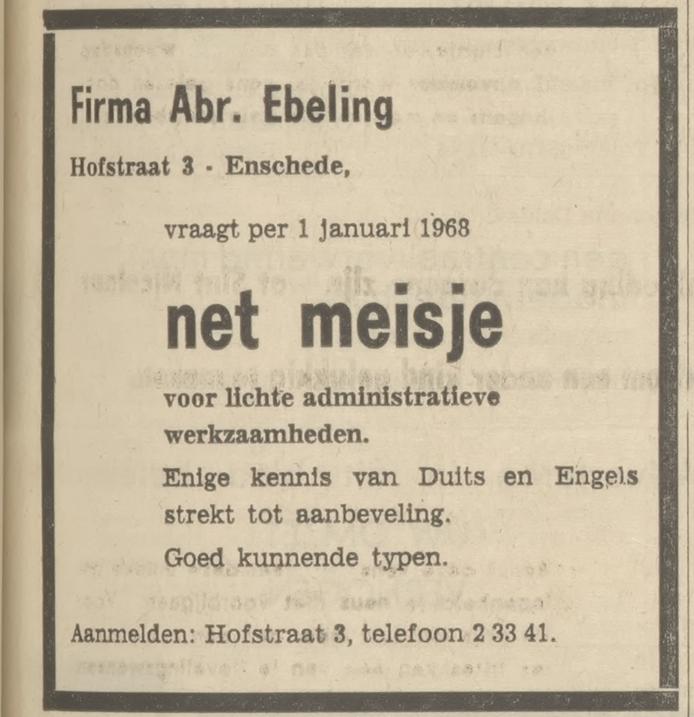 Firma Abr. Ebeling
Hofstraat 3 - Enschede,
vraagt per 1 januari 1968
net meisje
voor lichte administratieve
werkzaamheden.
Enige kennis van Duits en Engels
strekt tot aanbeveling.
Goed kunnende typen.
Aanmelden: Hofstraat 3, telefoon 2 33 41.